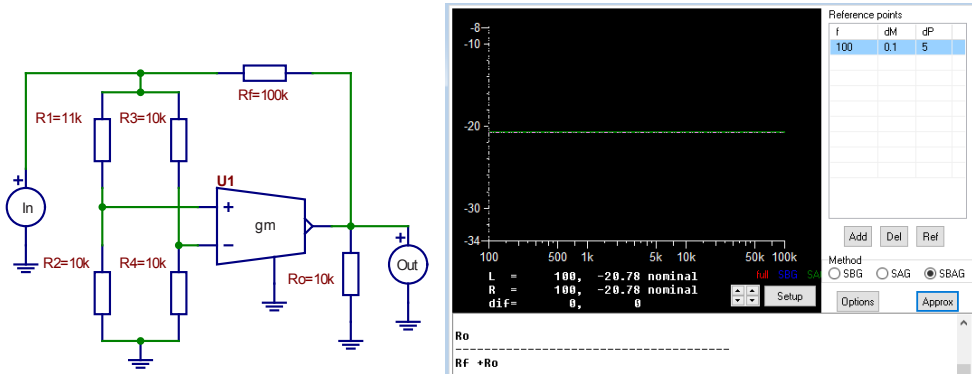 Rf=100k
R1=11k
R3=10k
U1
+
In
+
gm
−
R2=10k
R4=10k
Ro=10k
+
Out
-8
-10
-20
-30
-34
100
500
1k
5k
10k
50k
100k
L = 100, -20.78 nominal
R = 100, -20.78 nominal
dif= 0, 0
full SBG
Setup
Reference points
f dM dP
100 0.1 5
Add Del Ref
Method
SBG SAG SBAG
Options Approx
Ro
-------------------------------------
Rf +Ro